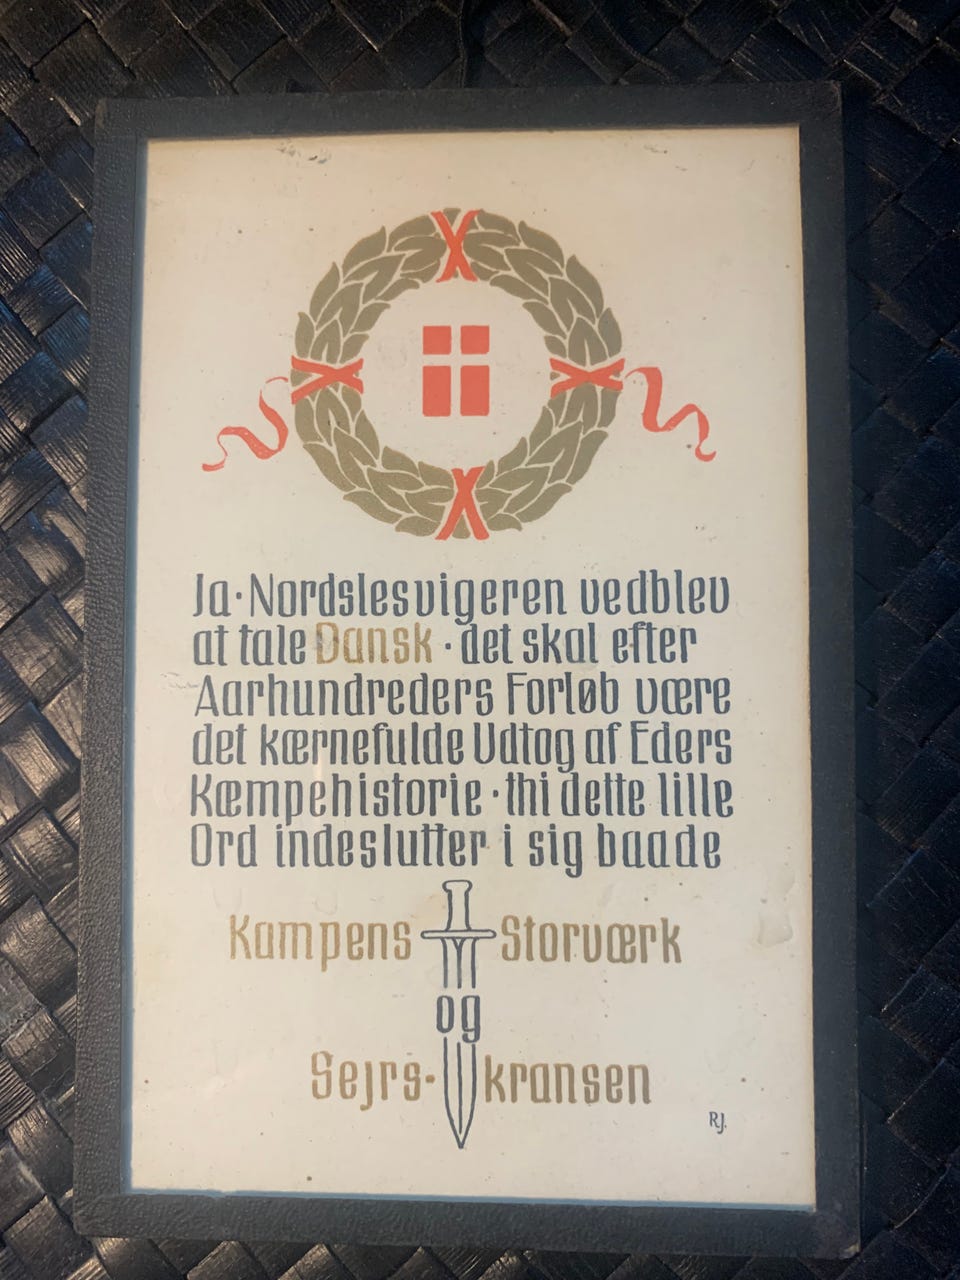 Ja · Nordslesvigeren vedblev
at tale Dansk · det skal efter
Aarhundreders Forløb være
det kærnefulde Udtog af Eders
Kæmpehistorie · thi dette lille
Ord indeslutter i sig baade
Kampens Storværk
og
Sejrs-kransen
RJ.